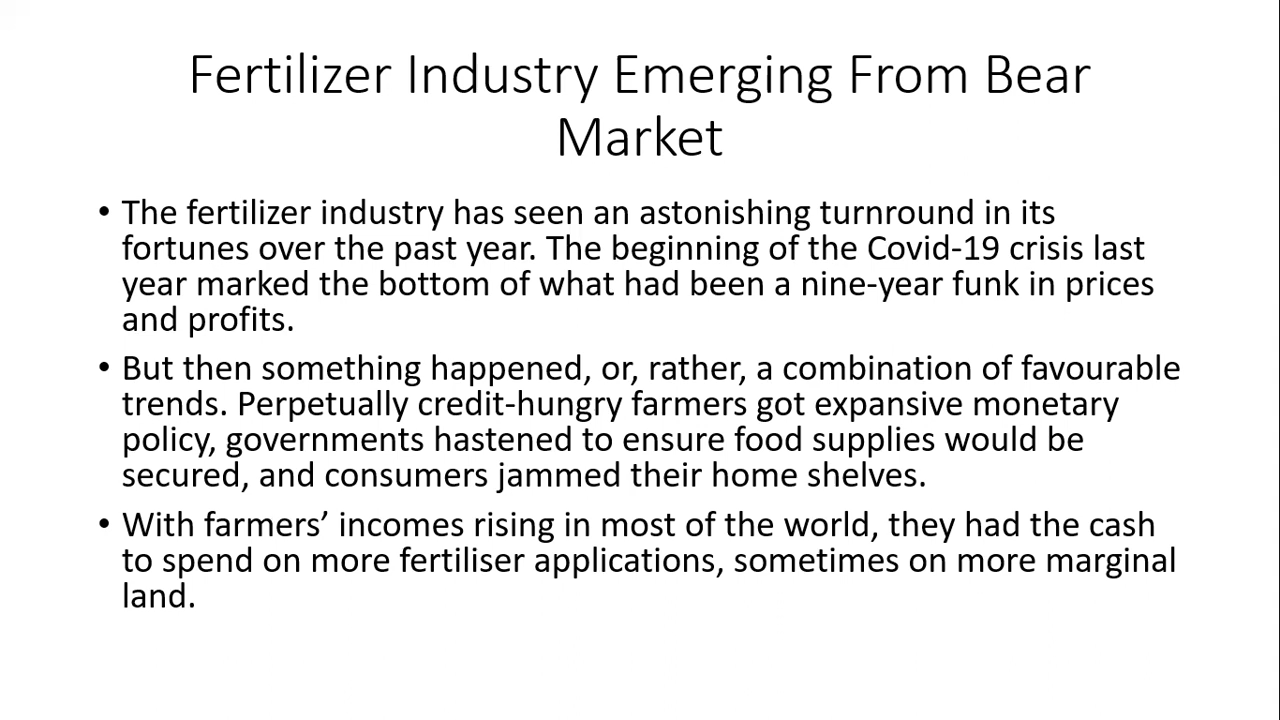 Fertilizer Industry Emerging From Bear
Market
• The fertilizer industry has seen an astonishing turnround in its
fortunes over the past year. The beginning of the Covid-19 crisis last
year marked the bottom of what had been a nine-year funk in prices
and profits.
• But then something happened, or, rather, a combination of favourable
trends. Perpetually credit-hungry farmers got expansive monetary
policy, governments hastened to ensure food supplies would be
secured, and consumers jammed their home shelves.
• With farmers’ incomes rising in most of the world, they had the cash
to spend on more fertiliser applications, sometimes on more marginal
land.